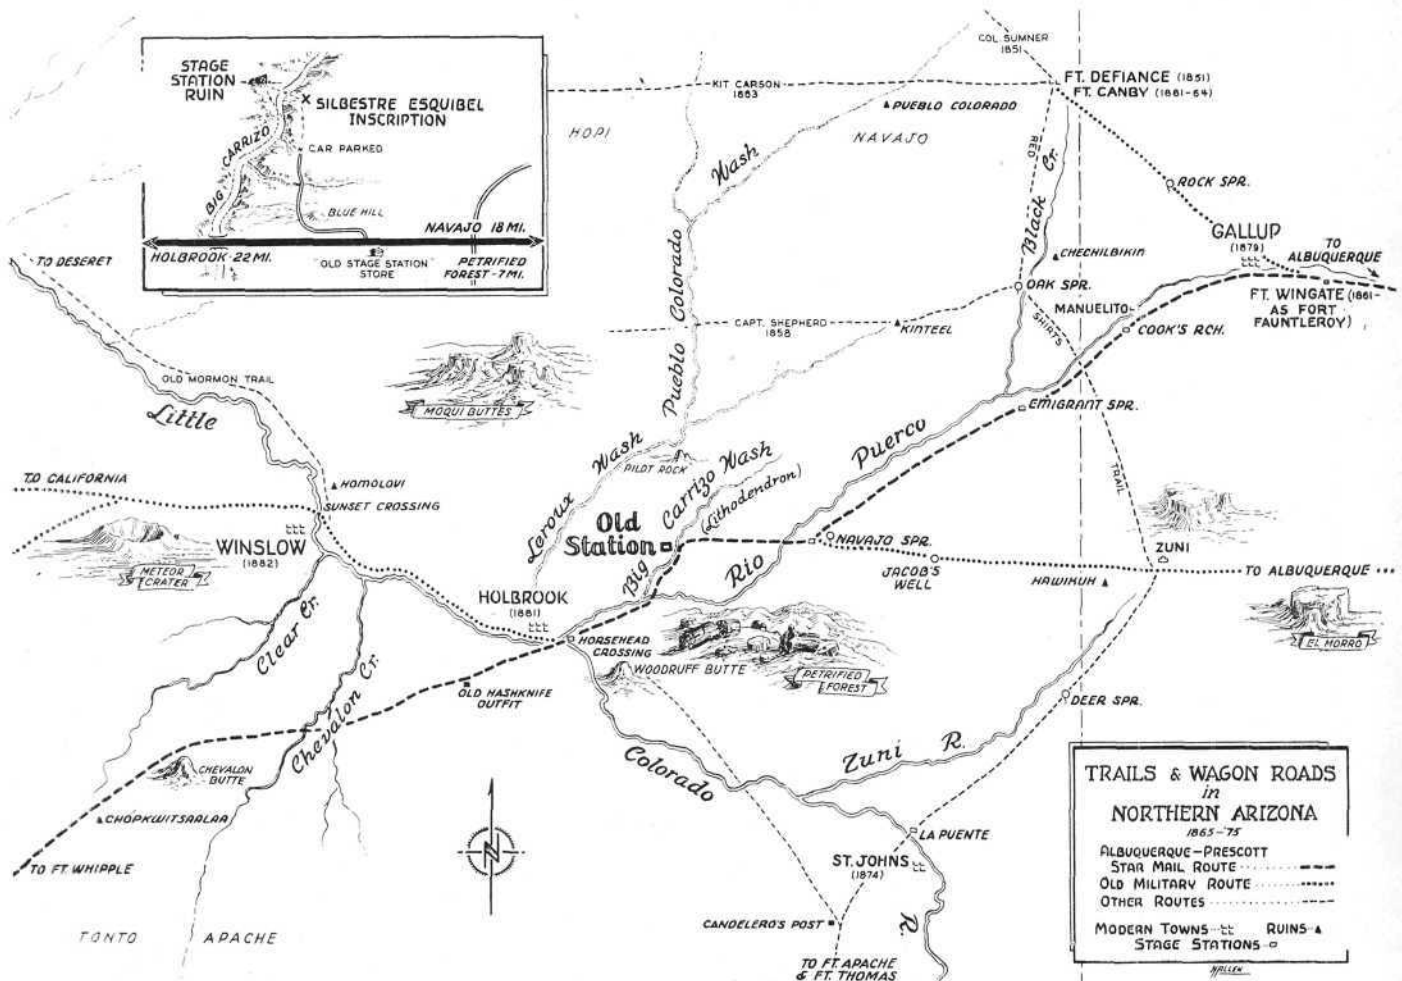 STAGE
STATION
RUIN
SILBESTRE ESQUIBEL
INSCRIPTION
CAR PARKED
BIG CARRIZO
BLUE HILL
NAVAJO 18 MI.
HOLBROOK-22 MI.
"OLD STAGE STATION"
STORE
PETRIFIED
FOREST-7 MI.
COL. SUMNER
1851
KIT CARSON
1863
FT. DEFIANCE (1851)
FT. CANBY (1861-64)
PUEBLO COLORADO
HOPI
NAVAJO
RED
Black Cr.
ROCK SPR.
GALLUP
(1879)
TO
ALBUQUERQUE
CHECHILBIKIN
OAK SPR.
MANUELITO
FT. WINGATE (1861-
AS FORT
FAUNTLEROY)
COOK'S RCH.
SHIRTS
TRAIL
TO DESERET
Pueblo Colorado Wash
CAPT. SHEPHERD
1858
KINTEEL
OLD MORMON TRAIL
Little
MOQUI BUTTES
EMIGRANT SPR.
Rio Puerco
Leroux Wash
PILOT ROCK
Big Carrizo Wash
(Lithodendron)
TO CALIFORNIA
HOMOLOVI
SUNSET CROSSING
Old
Station
NAVAJO SPR.
ZUNI
WINSLOW
(1882)
METEOR
CRATER
JACOB'S
WELL
HAWIKUH
TO ALBUQUERQUE
HOLBROOK
(1881)
HORSEHEAD
CROSSING
EL MORRO
Clear Cr.
WOODRUFF BUTTE
PETRIFIED
FOREST
OLD HASHKNIFE
OUTFIT
DEER SPR.
Chevalon Cr.
Colorado
Zuni R.
CHEVALON
BUTTE
CHOPKWITSAALAA
N
LA PUENTE
TO FT. WHIPPLE
ST. JOHNS
(1874)
R.
CANDELERO'S POST
TONTO APACHE
TO FT. APACHE
& FT. THOMAS
TRAILS & WAGON ROADS
in
NORTHERN ARIZONA
1865-'75
ALBUQUERQUE-PRESCOTT
STAR MAIL ROUTE
OLD MILITARY ROUTE
OTHER ROUTES
MODERN TOWNS RUINS
STAGE STATIONS